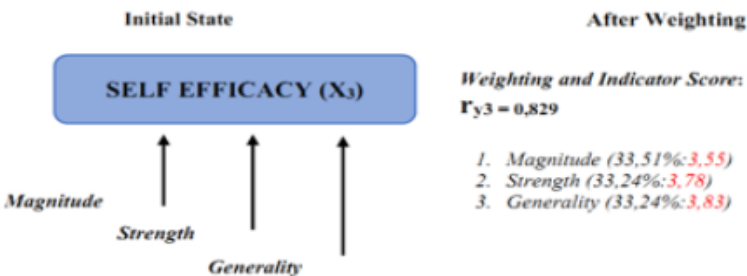 Initial State
After Weighting
SELF EFFICACY (X₃)
Weighting and Indicator Score:
ry3 = 0,829
1. Magnitude (33,51%:3,55)
2. Strength (33,24%:3,78)
3. Generality (33,24%:3,83)
Magnitude
Strength
Generality